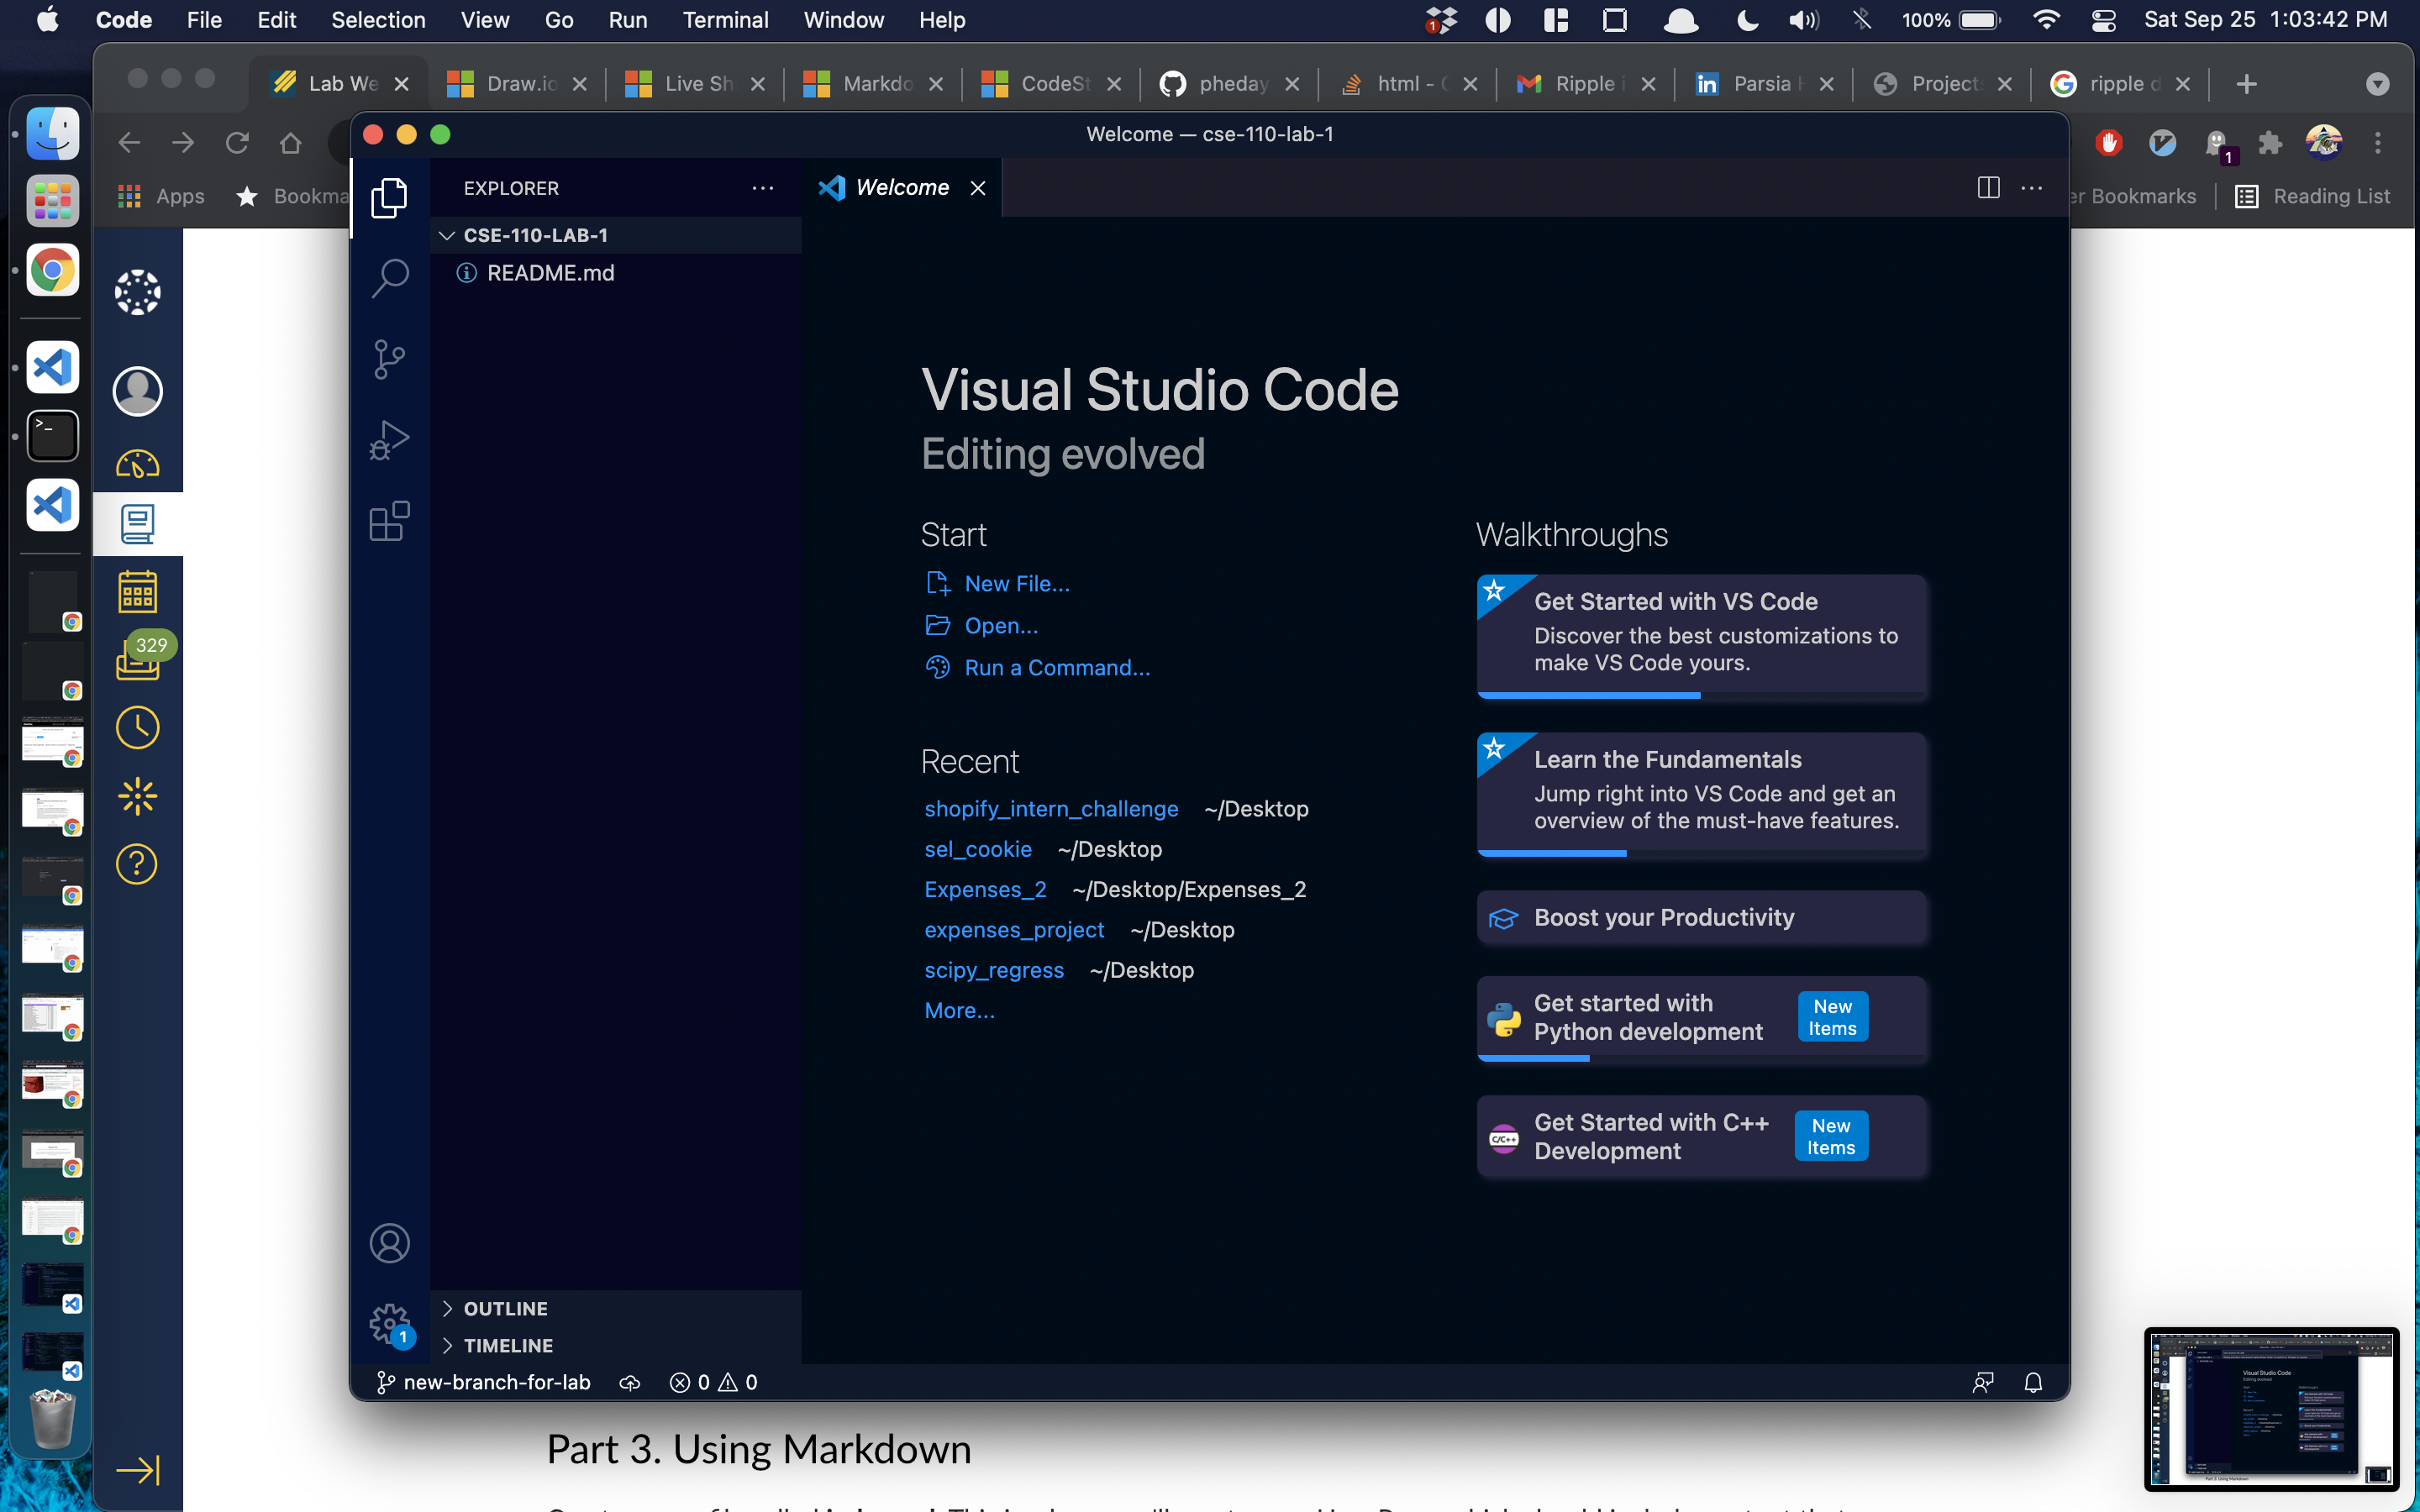 Code File Edit Selection View Go Run Terminal Window Help
1 100% Sat Sep 25 1:03:42 PM
Lab We Draw.io Live Sh Markdo CodeSt pheday html - Ripple i Parsia Project: ripple d
1
Apps Bookma er Bookmarks Reading List
Welcome — cse-110-lab-1
EXPLORER
Welcome
CSE-110-LAB-1
README.md
Visual Studio Code
Editing evolved
Start
New File...
Open...
Run a Command...
Recent
shopify_intern_challenge ~/Desktop
sel_cookie ~/Desktop
Expenses_2 ~/Desktop/Expenses_2
expenses_project ~/Desktop
scipy_regress ~/Desktop
More...
Walkthroughs
Get Started with VS Code
Discover the best customizations to
make VS Code yours.
Learn the Fundamentals
Jump right into VS Code and get an
overview of the must-have features.
Boost your Productivity
Get started with
Python development
New
Items
C/C++
Get Started with C++
Development
New
Items
329
OUTLINE
1
TIMELINE
new-branch-for-lab 0 0
Part 3. Using Markdown